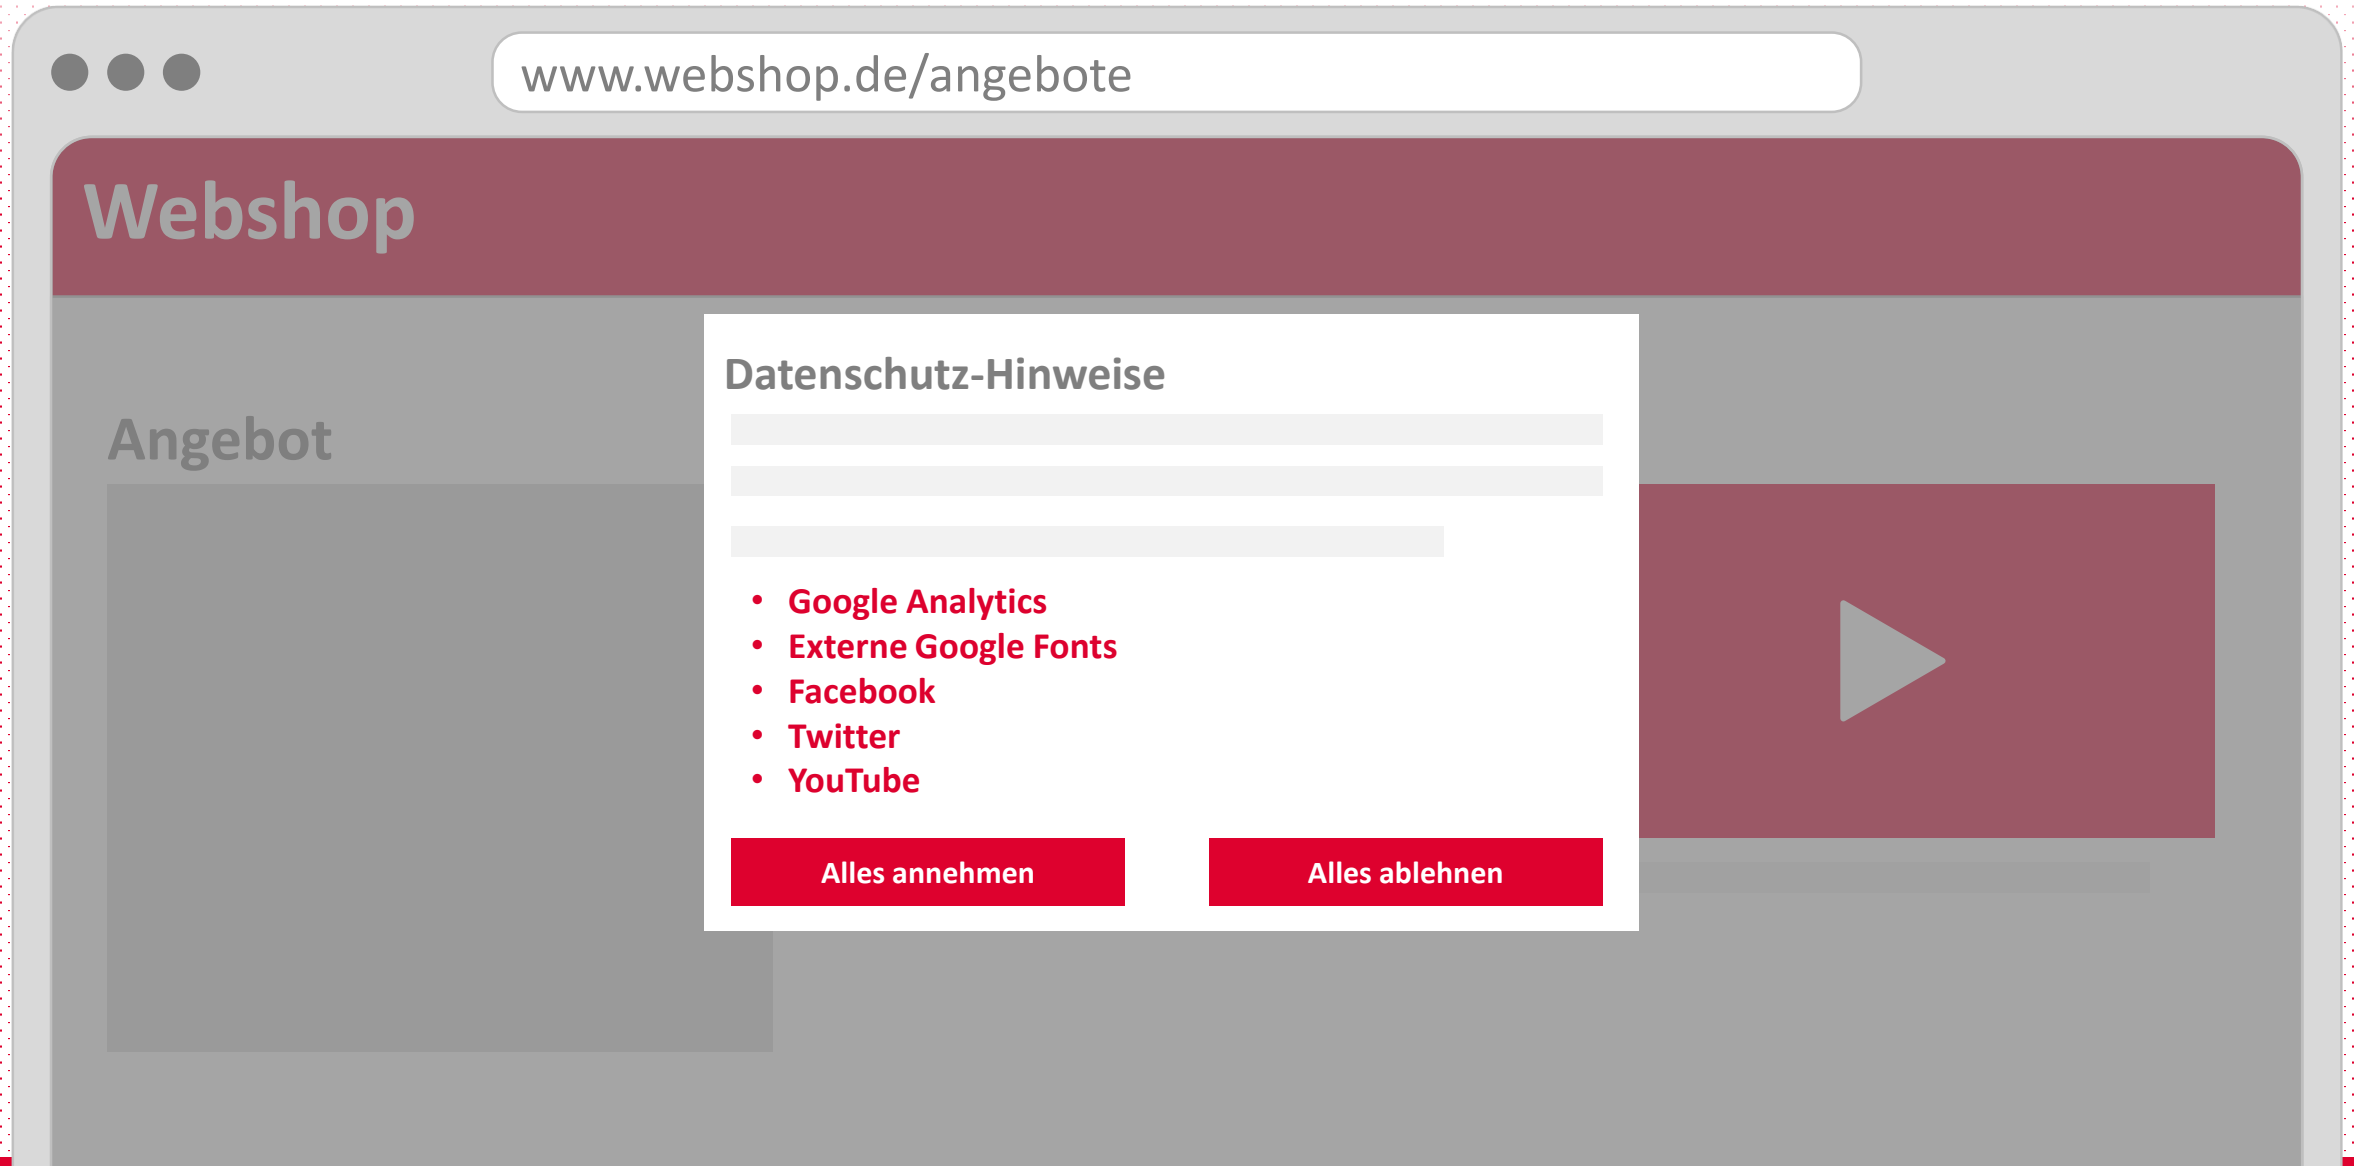 www.webshop.de/angebote
Webshop
Datenschutz-Hinweise
Angebot
• Google Analytics
• Externe Google Fonts
• Facebook
• Twitter
• YouTube
Alles annehmen
Alles ablehnen